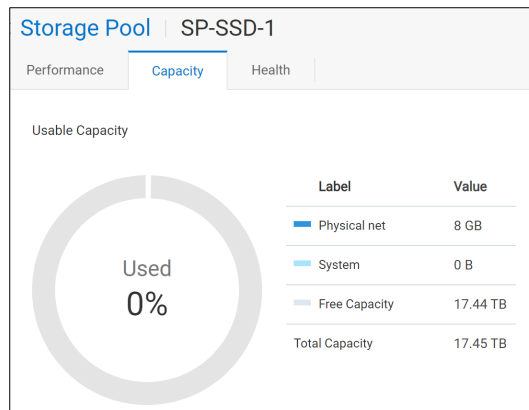 Storage Pool | SP-SSD-1
Performance Capacity Health
Usable Capacity
Used
0%
Label Value
Physical net 8 GB
System 0 B
Free Capacity 17.44 TB
Total Capacity 17.45 TB